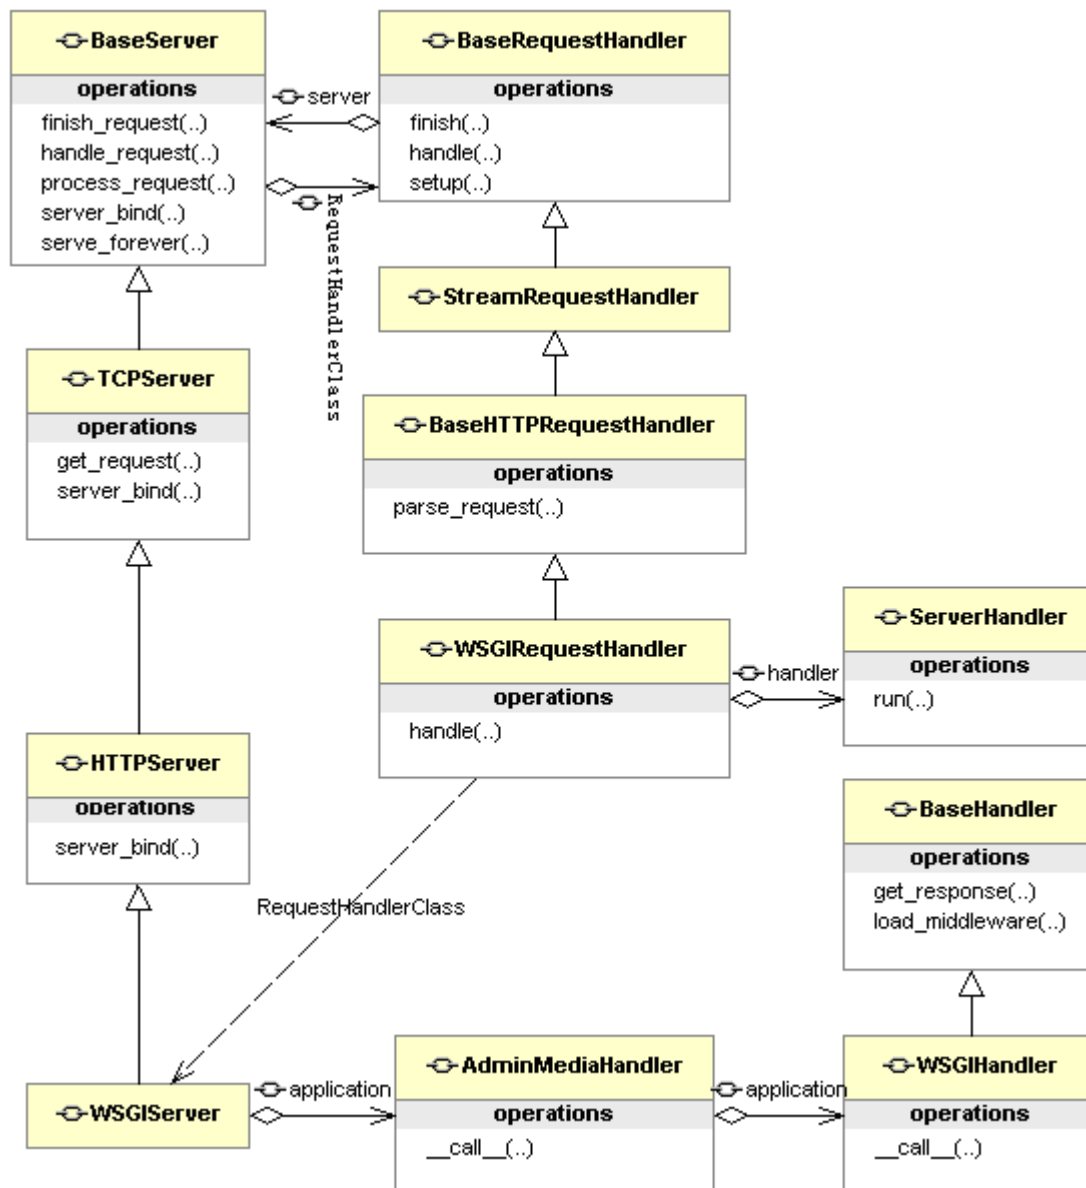 BaseServer
operations
finish_request(..)
handle_request(..)
process_request(..)
server_bind(..)
serve_forever(..)
server
RequestHandlerClass
BaseRequestHandler
operations
finish(..)
handle(..)
setup(..)
StreamRequestHandler
TCPServer
operations
get_request(..)
server_bind(..)
BaseHTTPRequestHandler
operations
parse_request(..)
WSGIRequestHandler
operations
handle(..)
handler
ServerHandler
operations
run(..)
HTTPServer
operations
server_bind(..)
BaseHandler
operations
get_response(..)
load_middleware(..)
RequestHandlerClass
WSGIServer
application
AdminMediaHandler
operations
__call__(..)
application
WSGIHandler
operations
__call__(..)